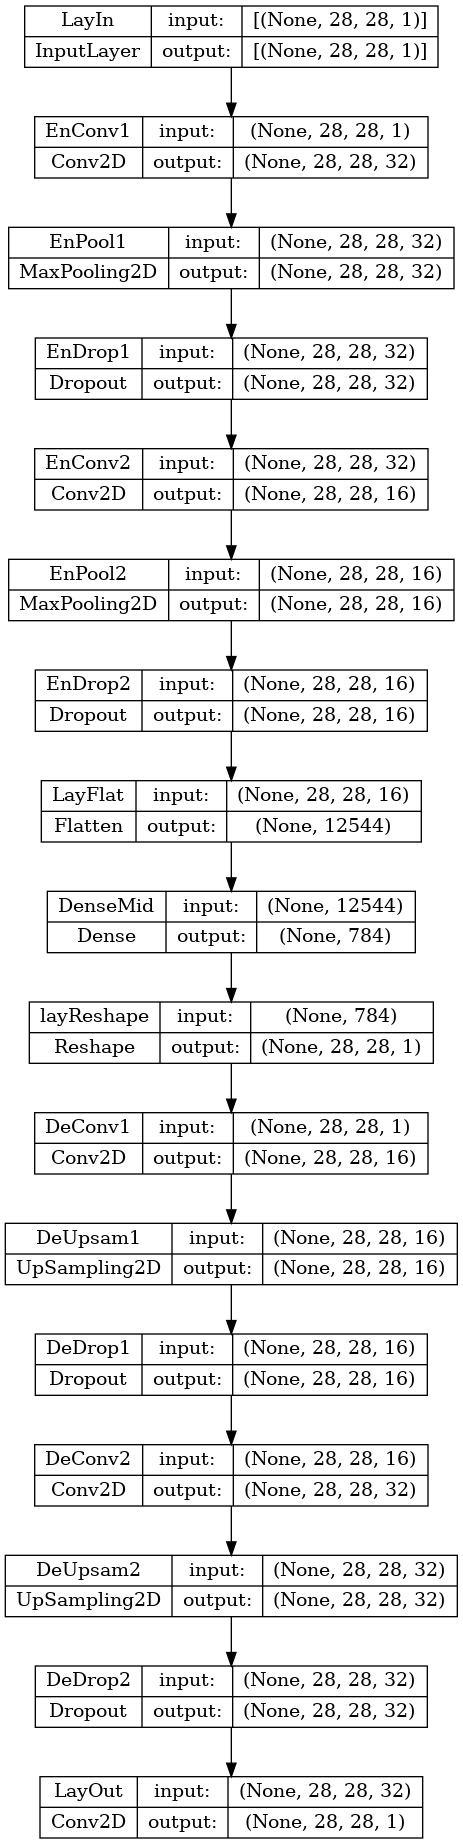 LayIn input: [(None, 28, 28, 1)]
InputLayer output: [(None, 28, 28, 1)]
EnConv1 input: (None, 28, 28, 1)
Conv2D output: (None, 28, 28, 32)
EnPool1 input: (None, 28, 28, 32)
MaxPooling2D output: (None, 28, 28, 32)
EnDrop1 input: (None, 28, 28, 32)
Dropout output: (None, 28, 28, 32)
EnConv2 input: (None, 28, 28, 32)
Conv2D output: (None, 28, 28, 16)
EnPool2 input: (None, 28, 28, 16)
MaxPooling2D output: (None, 28, 28, 16)
EnDrop2 input: (None, 28, 28, 16)
Dropout output: (None, 28, 28, 16)
LayFlat input: (None, 28, 28, 16)
Flatten output: (None, 12544)
DenseMid input: (None, 12544)
Dense output: (None, 784)
layReshape input: (None, 784)
Reshape output: (None, 28, 28, 1)
DeConv1 input: (None, 28, 28, 1)
Conv2D output: (None, 28, 28, 16)
DeUpsam1 input: (None, 28, 28, 16)
UpSampling2D output: (None, 28, 28, 16)
DeDrop1 input: (None, 28, 28, 16)
Dropout output: (None, 28, 28, 16)
DeConv2 input: (None, 28, 28, 16)
Conv2D output: (None, 28, 28, 32)
DeUpsam2 input: (None, 28, 28, 32)
UpSampling2D output: (None, 28, 28, 32)
DeDrop2 input: (None, 28, 28, 32)
Dropout output: (None, 28, 28, 32)
LayOut input: (None, 28, 28, 32)
Conv2D output: (None, 28, 28, 1)